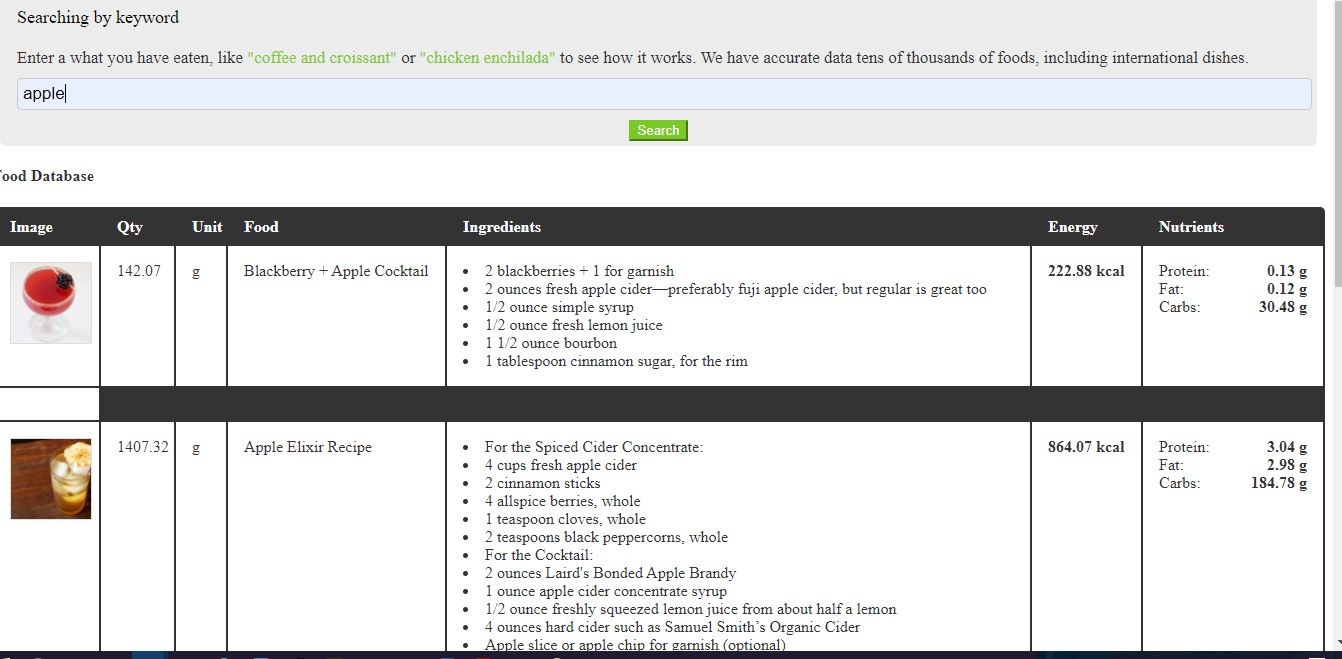 Searching by keyword
Enter a what you have eaten, like "coffee and croissant" or "chicken enchilada" to see how it works. We have accurate data tens of thousands of foods, including international dishes.
apple
Search
ood Database
Image Qty Unit Food Ingredients Energy Nutrients
142.07 g Blackberry + Apple Cocktail • 2 blackberries + 1 for garnish 222.88 kcal Protein: 0.13 g
• 2 ounces fresh apple cider—preferably fuji apple cider, but regular is great too Fat: 0.12 g
• 1/2 ounce simple syrup Carbs: 30.48 g
• 1/2 ounce fresh lemon juice
• 1 1/2 ounce bourbon
• 1 tablespoon cinnamon sugar, for the rim
1407.32 g Apple Elixir Recipe • For the Spiced Cider Concentrate: 864.07 kcal Protein: 3.04 g
• 4 cups fresh apple cider Fat: 2.98 g
• 2 cinnamon sticks Carbs: 184.78 g
• 4 allspice berries, whole
• 1 teaspoon cloves, whole
• 2 teaspoons black peppercorns, whole
• For the Cocktail:
• 2 ounces Laird's Bonded Apple Brandy
• 1 ounce apple cider concentrate syrup
• 1/2 ounce freshly squeezed lemon juice from about half a lemon
• 4 ounces hard cider such as Samuel Smith’s Organic Cider
• Apple slice or apple chip for garnish (optional)